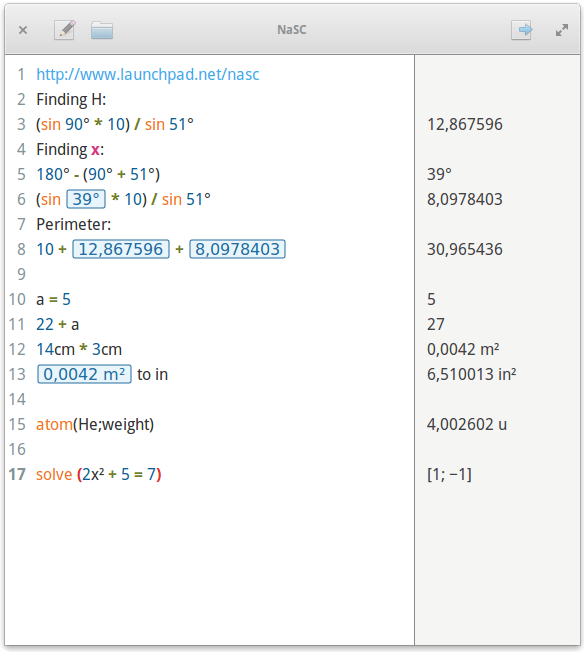 NaSC
1 http://www.launchpad.net/nasc
2 Finding H:
3 (sin 90° * 10) / sin 51° 12,867596
4 Finding x:
5 180° - (90° + 51°) 39°
6 (sin 39° * 10) / sin 51° 8,0978403
7 Perimeter:
8 10 + 12,867596 + 8,0978403 30,965436
9
10 a = 5 5
11 22 + a 27
12 14cm * 3cm 0,0042 m²
13 0,0042 m² to in 6,510013 in²
14
15 atom(He;weight) 4,002602 u
16
17 solve (2x² + 5 = 7) [1; −1]